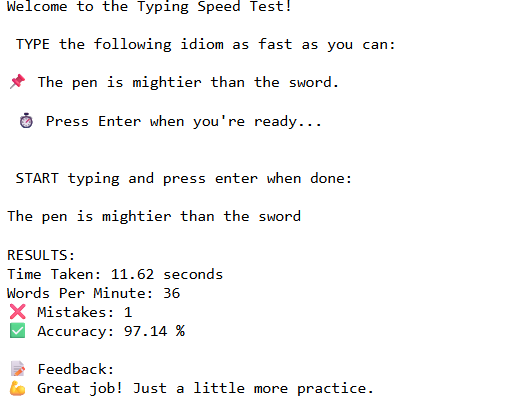 Welcome to the Typing Speed Test!
TYPE the following idiom as fast as you can:
📌 The pen is mightier than the sword.
⏱️ Press Enter when you're ready...
START typing and press enter when done:
The pen is mightier than the sword
RESULTS:
Time Taken: 11.62 seconds
Words Per Minute: 36
❌ Mistakes: 1
✅ Accuracy: 97.14 %
📝 Feedback:
💪 Great job! Just a little more practice.